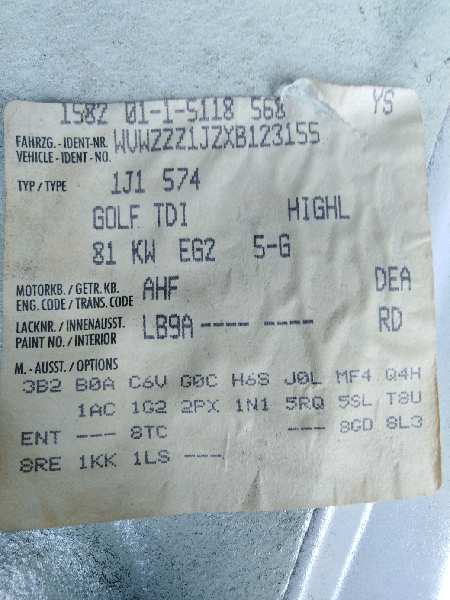 1582 01-1-5118 568 YS
FAHRZG.-IDENT-NR. WVWZZZ1JZXB123155
VEHICLE-IDENT-NO.
TYP/TYPE 1J1 574
GOLF TDI HIGHL
81 KW EG2 5-G
MOTORKB./GETR.KB. AHF DEA
ENG.CODE/TRANS.CODE
LACKNR./INNENAUSST. LB9A-- -- RD
PAINT NO./INTERIOR
M.-AUSST./OPTIONS
3B2 B0A C6V G0C H6S J0L MF4 Q4H
1AC 1G2 2PX 1N1 5RQ 5SL T8U
ENT --- 8TC --- 8GD 8L3
8RE 1KK 1LS ---